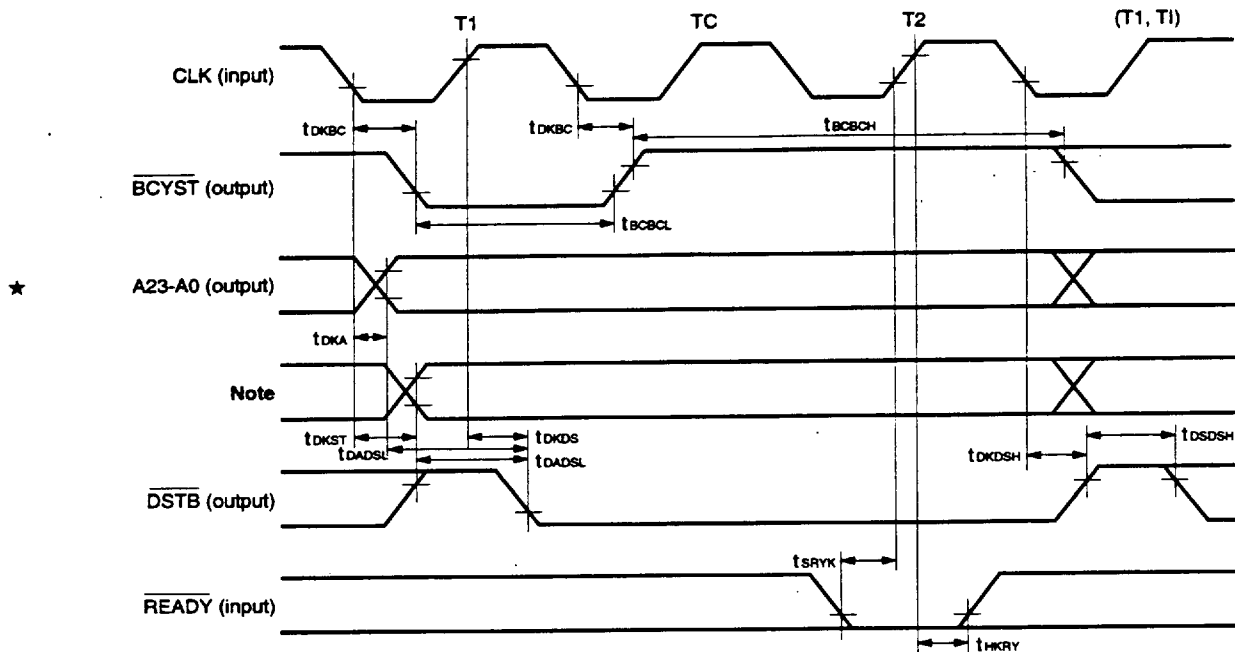 T1 TC T2 (T1, TI)
CLK (input)
tDKBC tDKBC tBCBCH
BCYST (output)
tBCBCL
★ A23-A0 (output)
tDKA
Note
tDKST tDKDS tDSDSH
tDADSL tDADSL tDKDSH
DSTB (output)
tSRYK
READY (input)
tHKRY